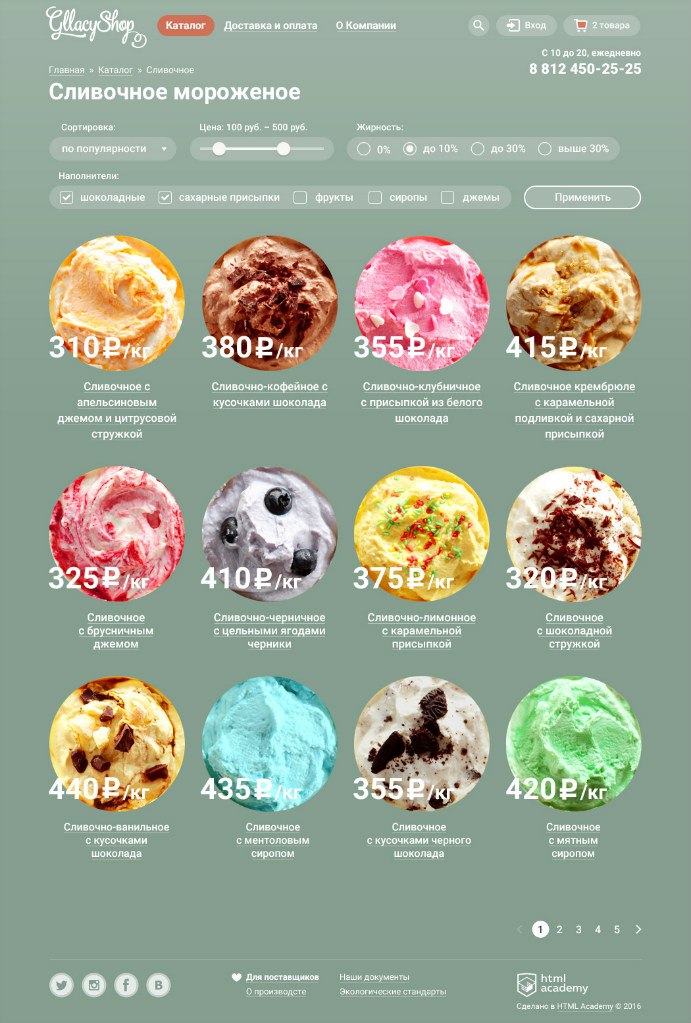 GllacyShop
Каталог Доставка и оплата О Компании Вход 2 товара
С 10 до 20, ежедневно
8 812 450-25-25
Главная » Каталог » Сливочное
Сливочное мороженое
Сортировка: Цена: 100 руб. – 500 руб. Жирность:
по популярности 0% до 10% до 30% выше 30%
Наполнители:
шоколадные сахарные присыпки фрукты сиропы джемы Применить
310₽/кг 380₽/кг 355₽/кг 415₽/кг
Сливочное с
апельсиновым
джемом и цитрусовой
стружкой
Сливочно-кофейное с
кусочками шоколада
Сливочно-клубничное
с присыпкой из белого
шоколада
Сливочное крембрюле
с карамельной
подливкой и сахарной
присыпкой
325₽/кг 410₽/кг 375₽/кг 320₽/кг
Сливочное
с брусничным
джемом
Сливочно-черничное
с цельными ягодами
черники
Сливочно-лимонное
с карамельной
присыпкой
Сливочное
с шоколадной
стружкой
440₽/кг 435₽/кг 355₽/кг 420₽/кг
Сливочно-ванильное
с кусочками
шоколада
Сливочное
с ментоловым
сиропом
Сливочное
с кусочками черного
шоколада
Сливочное
с мятным
сиропом
1 2 3 4 5
Для поставщиков Наши документы
О производсте Экологические стандарты
html
academy
Сделано в HTML Academy © 2016